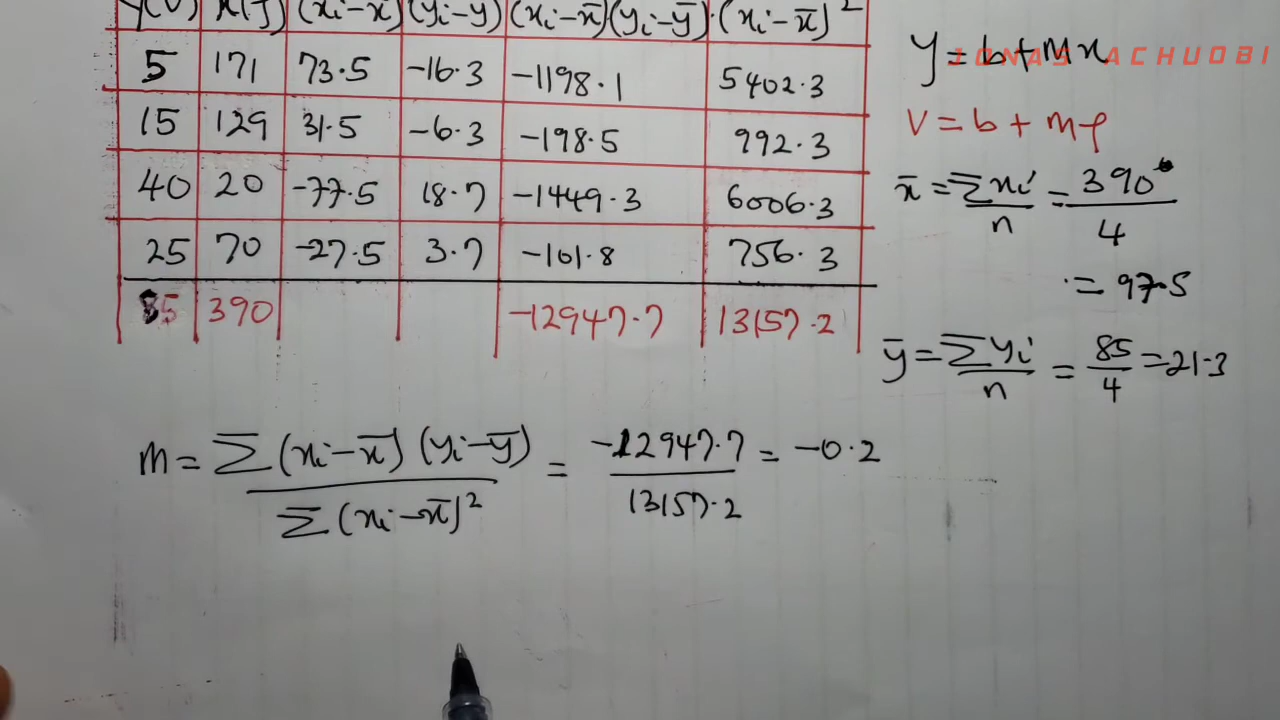 y(v) x(ρ) (xi-x̄) (yi-y) (xi-x̄)(yi-ȳ) (xi-x̄)²
5 171 73.5 -16.3 -1198.1 5402.3
15 129 31.5 -6.3 -198.5 992.3
40 20 -77.5 18.7 -1449.3 6006.3
25 70 -27.5 3.7 -101.8 756.3
85 390 -12947.7 13157.2
y = b + mx
JONAS ACHUOBI
v = b + mρ
x̄ = Σxi/n = 390/4
= 97.5
ȳ = Σyi/n = 85/4 = 21.3
m = Σ(xi-x̄)(yi-ȳ)/Σ(xi-x̄)² = -12947.7/13157.2 = -0.2